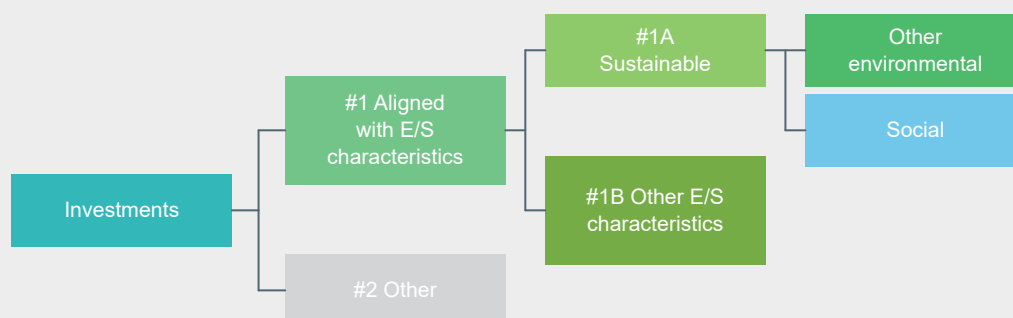 Investments
#1 Aligned
with E/S
characteristics
#2 Other
#1A
Sustainable
#1B Other E/S
characteristics
Other
environmental
Social